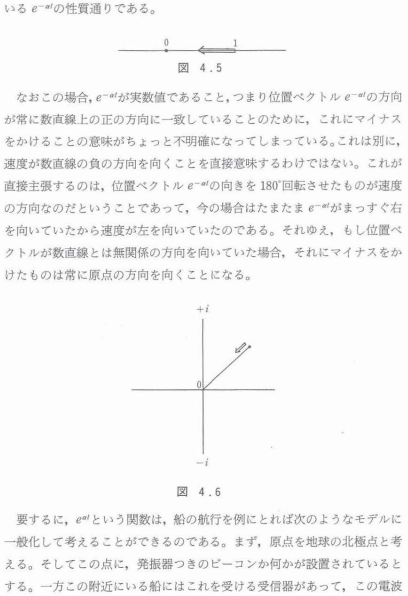 いる e^{-at}の性質通りである。
0 1
図 4.5
なおこの場合，e^{-at}が実数値であること，つまり位置ベクトル e^{-at}の方向
が常に数直線上の正の方向に一致していることのために，これにマイナス
をかけることの意味がちょっと不明確になってしまっている。これは別に，
速度が数直線の負の方向を向くことを直接意味するわけではない。これが
直接主張するのは，位置ベクトル e^{-at}の向きを 180°回転させたものが速度
の方向なのだということであって，今の場合はたまたま e^{-at}がまっすぐ右
を向いていたから速度が左を向いていたのである。それゆえ，もし位置ベ
クトルが数直線とは無関係の方向を向いていた場合，それにマイナスをか
けたものは常に原点の方向を向くことになる。
+i
0
-i
図 4.6
要するに，e^{at}という関数は，船の航行を例にとれば次のようなモデルに
一般化して考えることができるのである。まず，原点を地球の北極点と考
える。そしてこの点に，発振器つきのビーコンか何かが設置されていると
する。一方この附近にいる船にはこれを受ける受信器があって，この電波